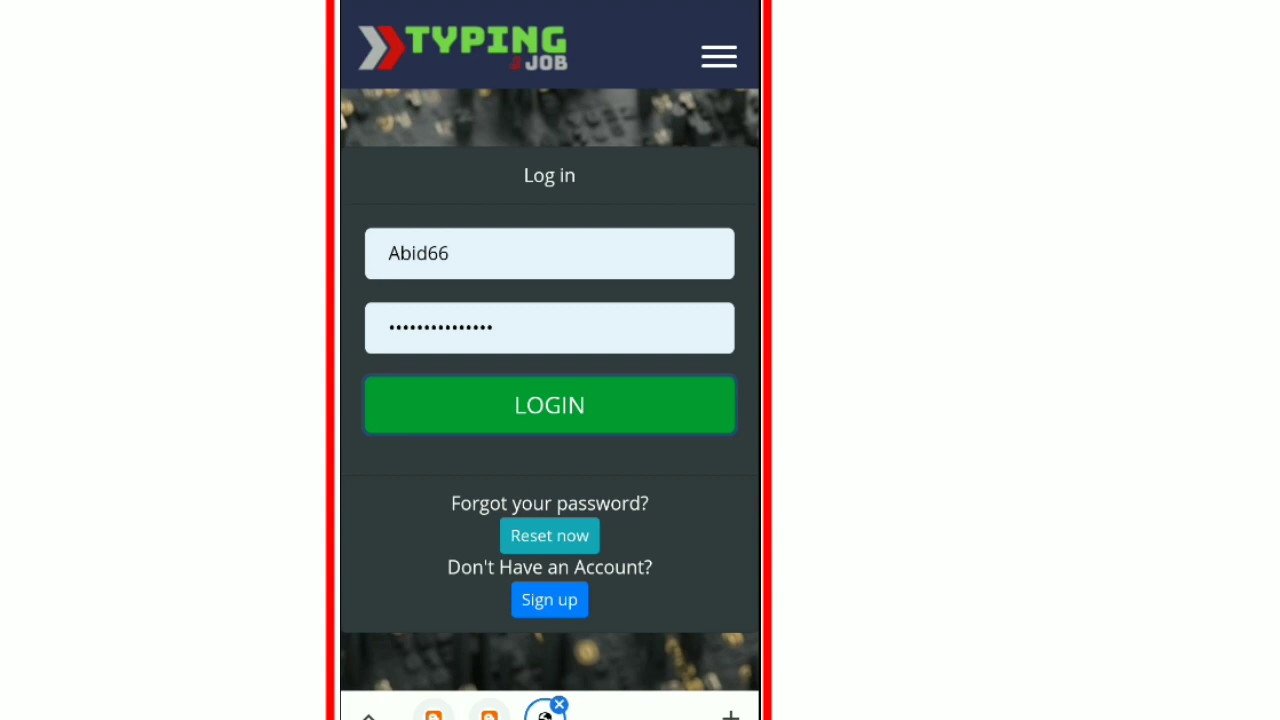 TYPING
JOB
Log in
Abid66
•••••••••••••••
LOGIN
Forgot your password?
Reset now
Don't Have an Account?
Sign up